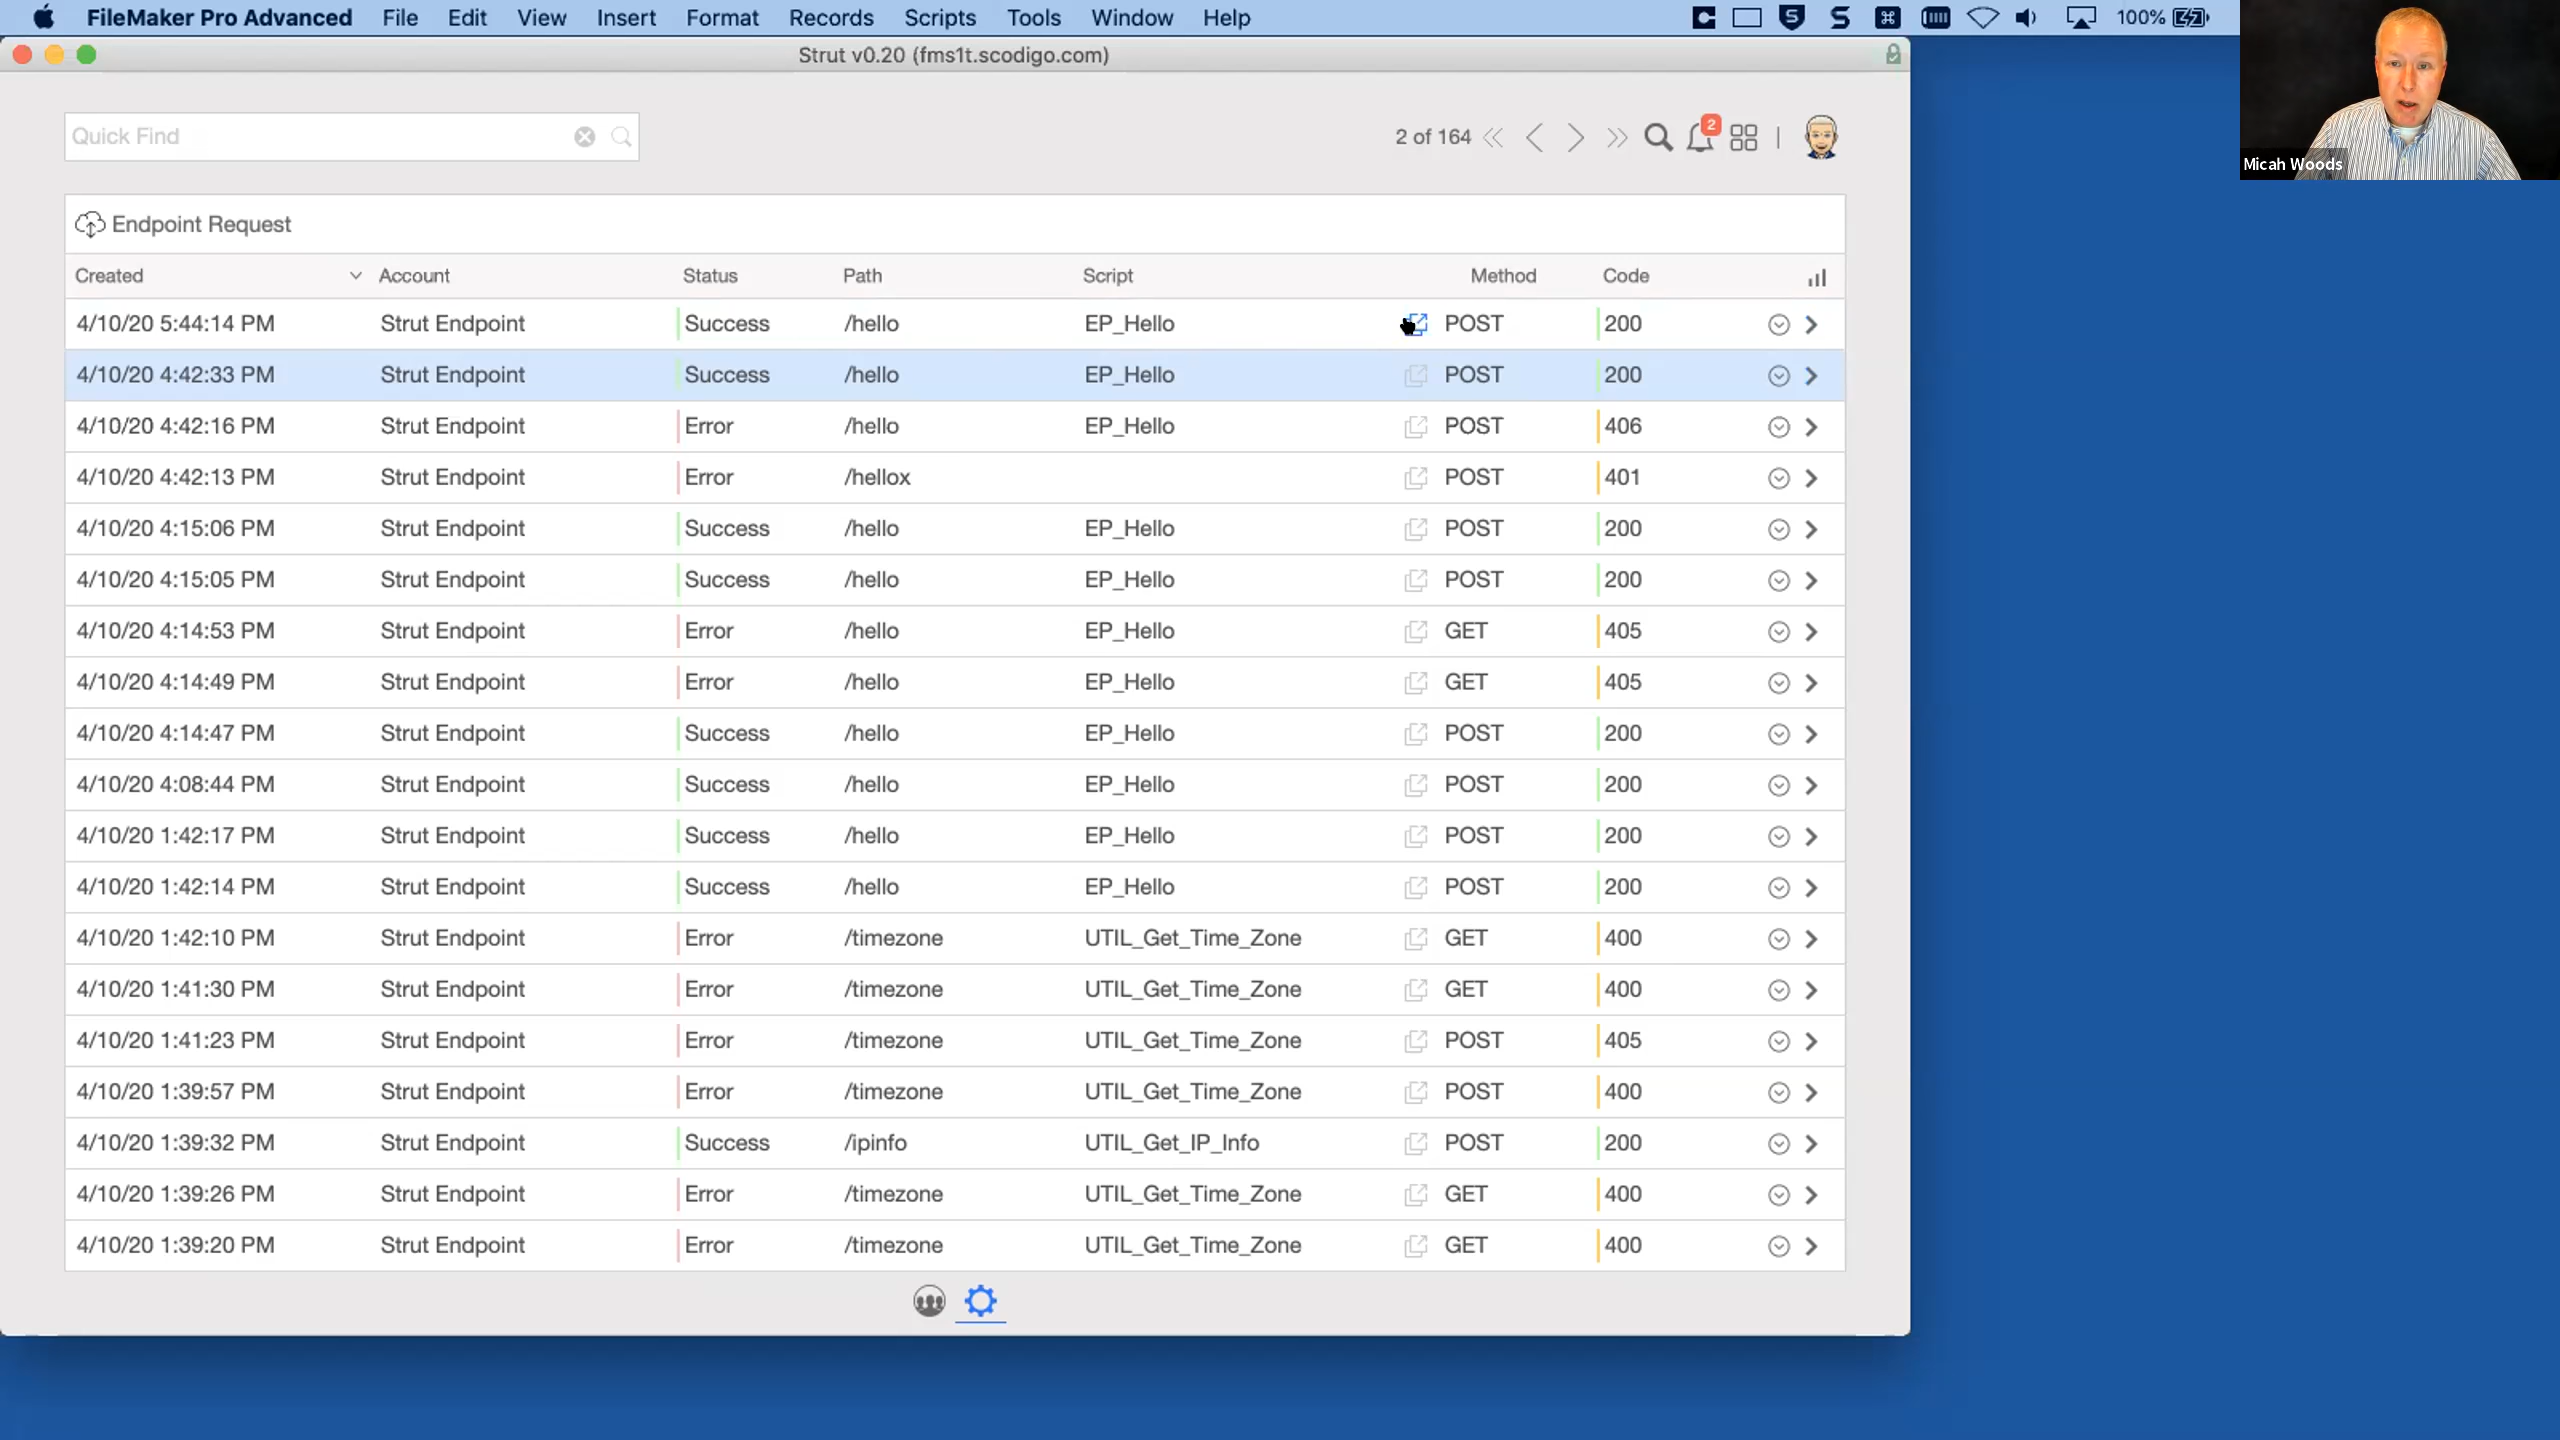 FileMaker Pro Advanced File Edit View Insert Format Records Scripts Tools Window Help 100%
Strut v0.20 (fms1t.scodigo.com)
Micah Woods
Quick Find 2 of 164 2
Endpoint Request
Created Account Status Path Script Method Code
4/10/20 5:44:14 PM Strut Endpoint Success /hello EP_Hello POST 200
4/10/20 4:42:33 PM Strut Endpoint Success /hello EP_Hello POST 200
4/10/20 4:42:16 PM Strut Endpoint Error /hello EP_Hello POST 406
4/10/20 4:42:13 PM Strut Endpoint Error /hellox POST 401
4/10/20 4:15:06 PM Strut Endpoint Success /hello EP_Hello POST 200
4/10/20 4:15:05 PM Strut Endpoint Success /hello EP_Hello POST 200
4/10/20 4:14:53 PM Strut Endpoint Error /hello EP_Hello GET 405
4/10/20 4:14:49 PM Strut Endpoint Error /hello EP_Hello GET 405
4/10/20 4:14:47 PM Strut Endpoint Success /hello EP_Hello POST 200
4/10/20 4:08:44 PM Strut Endpoint Success /hello EP_Hello POST 200
4/10/20 1:42:17 PM Strut Endpoint Success /hello EP_Hello POST 200
4/10/20 1:42:14 PM Strut Endpoint Success /hello EP_Hello POST 200
4/10/20 1:42:10 PM Strut Endpoint Error /timezone UTIL_Get_Time_Zone GET 400
4/10/20 1:41:30 PM Strut Endpoint Error /timezone UTIL_Get_Time_Zone GET 400
4/10/20 1:41:23 PM Strut Endpoint Error /timezone UTIL_Get_Time_Zone POST 405
4/10/20 1:39:57 PM Strut Endpoint Error /timezone UTIL_Get_Time_Zone POST 400
4/10/20 1:39:32 PM Strut Endpoint Success /ipinfo UTIL_Get_IP_Info POST 200
4/10/20 1:39:26 PM Strut Endpoint Error /timezone UTIL_Get_Time_Zone GET 400
4/10/20 1:39:20 PM Strut Endpoint Error /timezone UTIL_Get_Time_Zone GET 400